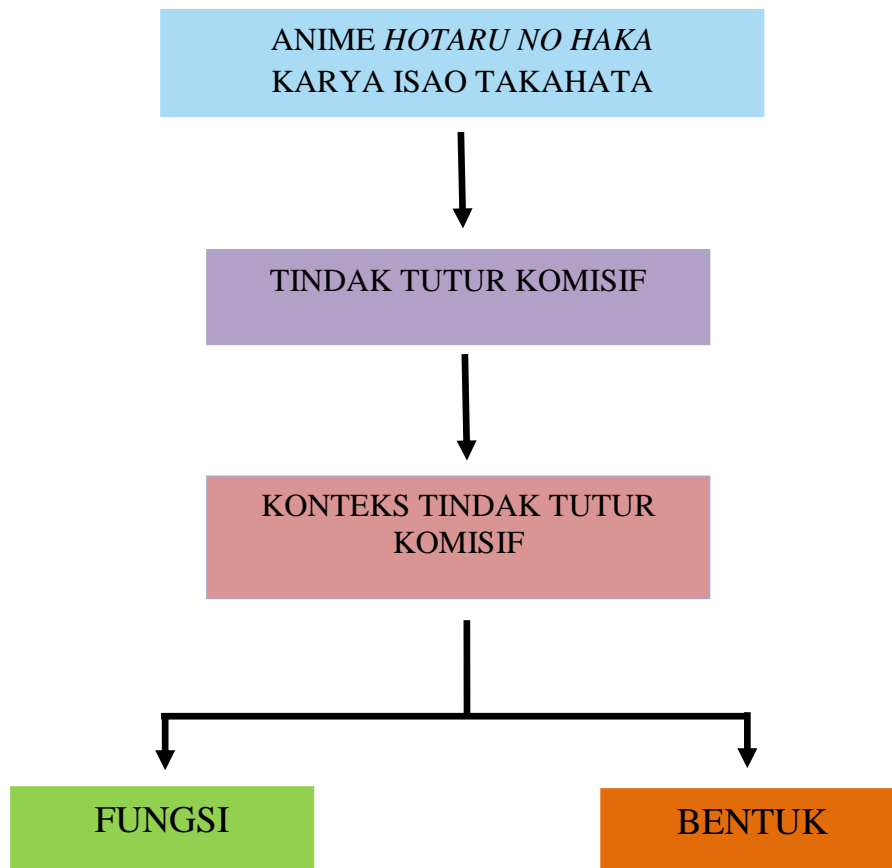 ANIME HOTARU NO HAKA
KARYA ISAO TAKAHATA
TINDAK TUTUR KOMISIF
KONTEKS TINDAK TUTUR
KOMISIF
FUNGSI
BENTUK